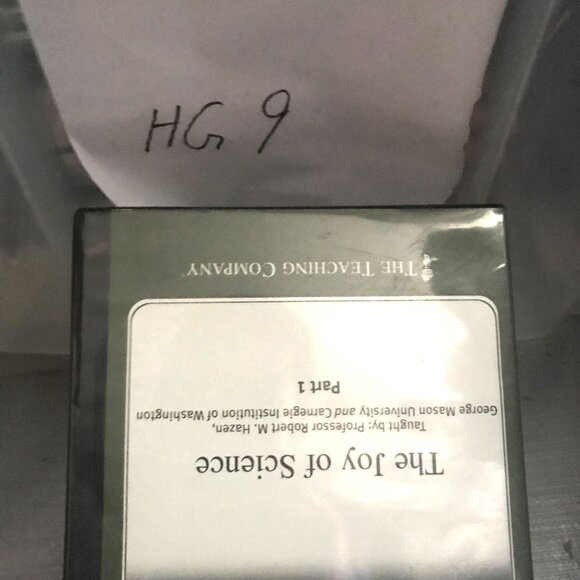 HG 9
The Joy of Science
Taught by: Professor Robert M. Hazen,
George Mason University and Carnegie Institution of Washington
Part 1
THE TEACHING COMPANY®